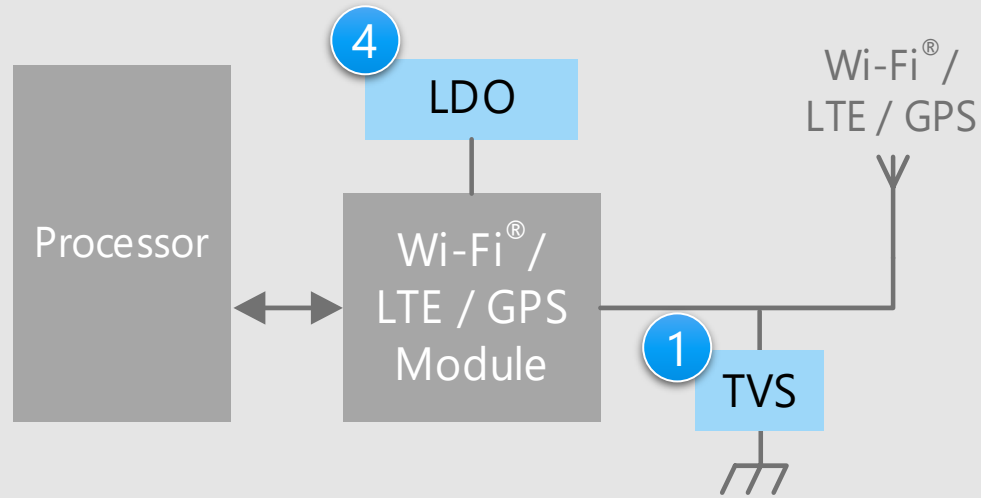 4
LDO
Wi-Fi®/
LTE / GPS
Processor
Wi-Fi®/
LTE / GPS
Module
1
TVS